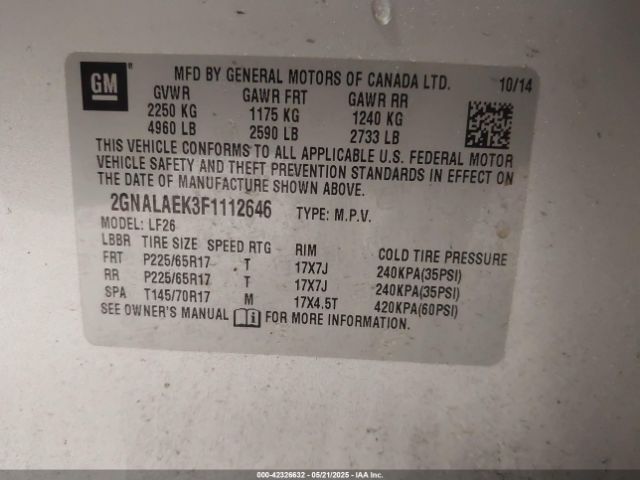 GM ®
MFD BY GENERAL MOTORS OF CANADA LTD. 10/14
GVWR GAWR FRT GAWR RR
2250 KG 1175 KG 1240 KG
4960 LB 2590 LB 2733 LB
THIS VEHICLE CONFORMS TO ALL APPLICABLE U.S. FEDERAL MOTOR
VEHICLE SAFETY AND THEFT PREVENTION STANDARDS IN EFFECT ON
THE DATE OF MANUFACTURE SHOWN ABOVE.
2GNALAEK3F1112646 TYPE: M.P.V.
MODEL: LF26
LBBR TIRE SIZE SPEED RTG RIM COLD TIRE PRESSURE
FRT P225/65R17 T 17X7J 240KPA(35PSI)
RR P225/65R17 T 17X7J 240KPA(35PSI)
SPA T145/70R17 M 17X4.5T 420KPA(60PSI)
SEE OWNER'S MANUAL FOR MORE INFORMATION.
000-42326632 - 05/21/2025 - IAAI Inc.